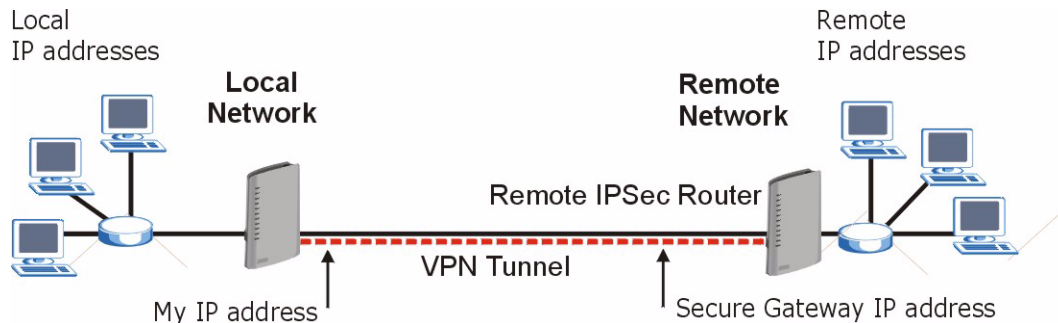 Local
IP addresses
Remote
IP addresses
Local
Network
Remote
Network
Remote IPSec Router
VPN Tunnel
My IP address
Secure Gateway IP address